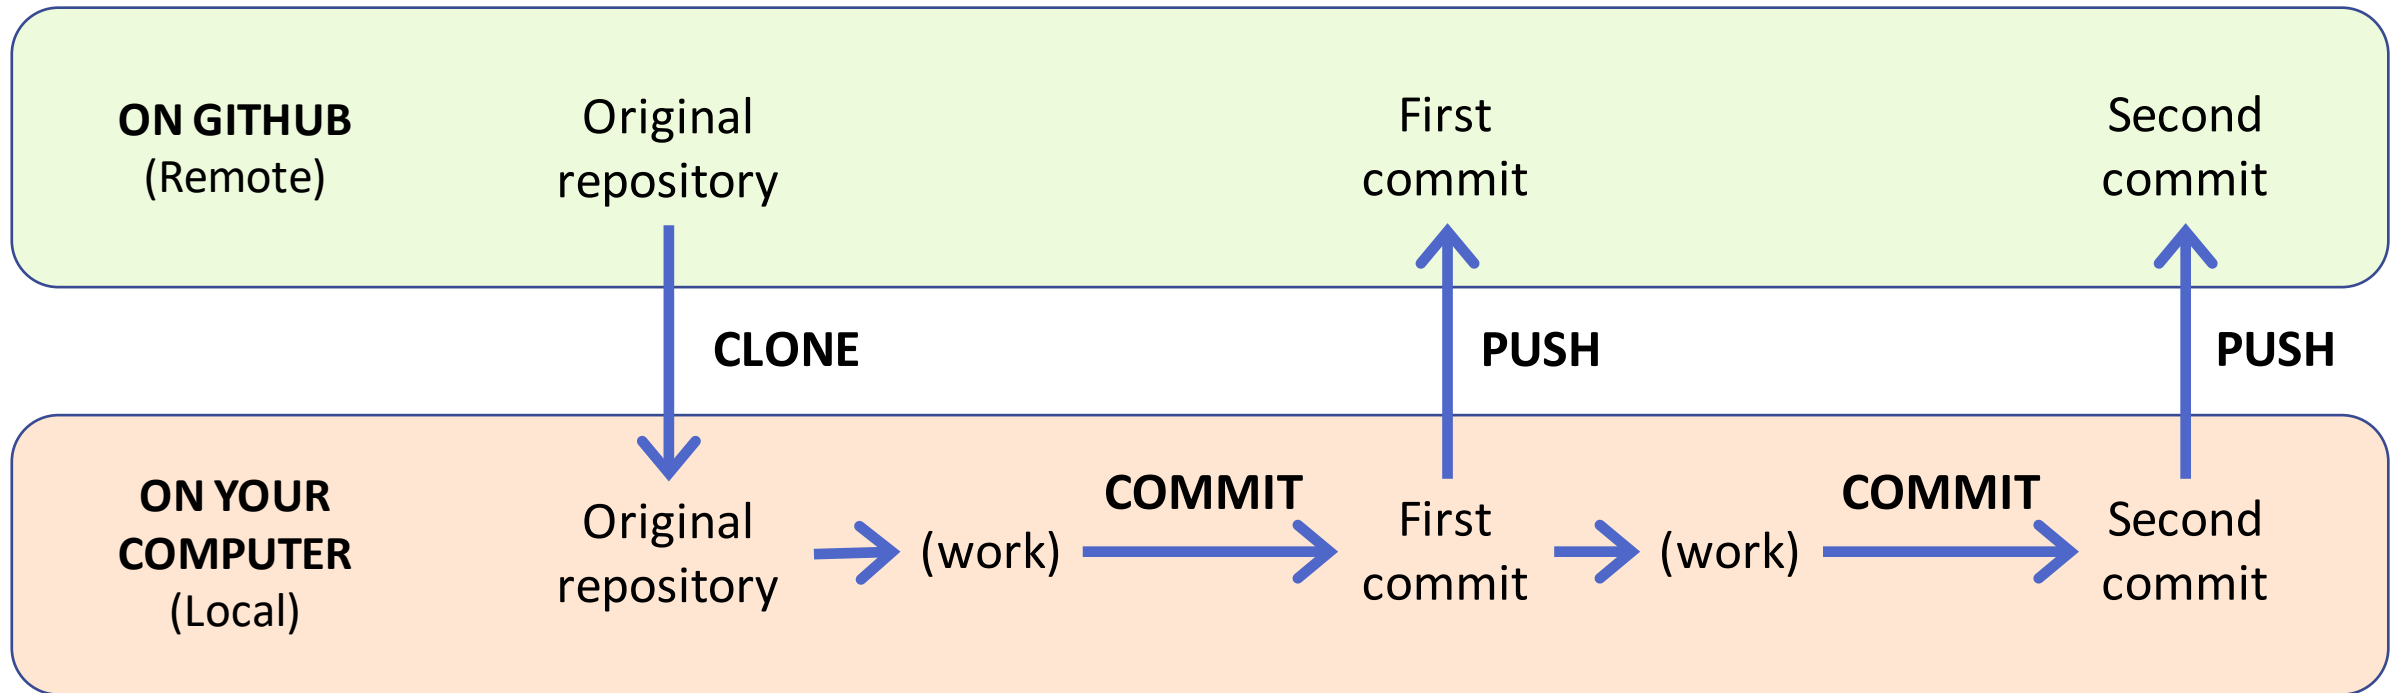 ON GITHUB
(Remote)
Original
repository
First
commit
Second
commit
CLONE
PUSH
PUSH
ON YOUR
COMPUTER
(Local)
Original
repository
(work)
COMMIT
First
commit
(work)
COMMIT
Second
commit